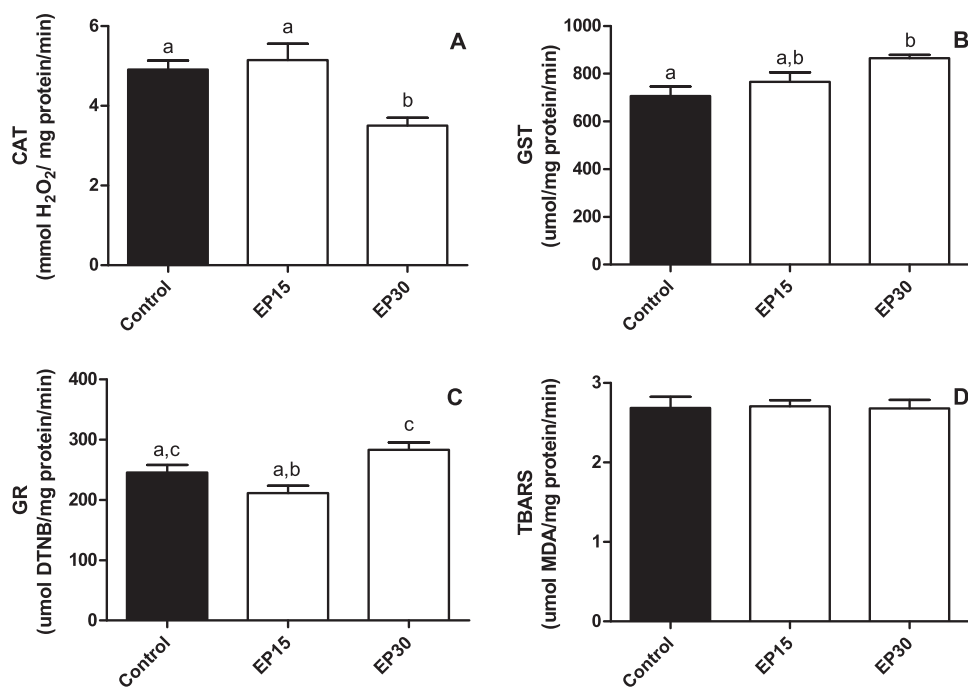 A
CAT
(mmol H₂O₂/ mg protein/min)
6
4
2
0
a
a
b
Control
EP15
EP30
B
GST
(umol/mg protein/min)
1000
800
600
400
200
0
a
a,b
b
Control
EP15
EP30
C
GR
(umol DTNB/mg protein/min)
400
300
200
100
0
a,c
a,b
c
Control
EP15
EP30
D
TBARS
(umol MDA/mg protein/min)
3
2
1
0
Control
EP15
EP30